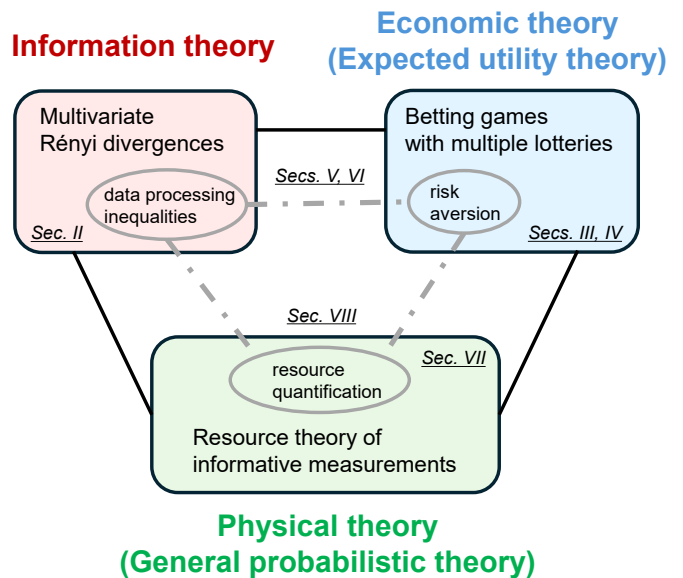 Information theory
Economic theory
(Expected utility theory)
Multivariate
Rényi divergences
data processing
inequalities
Sec. II
Secs. V, VI
Betting games
with multiple lotteries
risk
aversion
Secs. III, IV
Sec. VIII
Sec. VII
resource
quantification
Resource theory of
informative measurements
Physical theory
(General probabilistic theory)